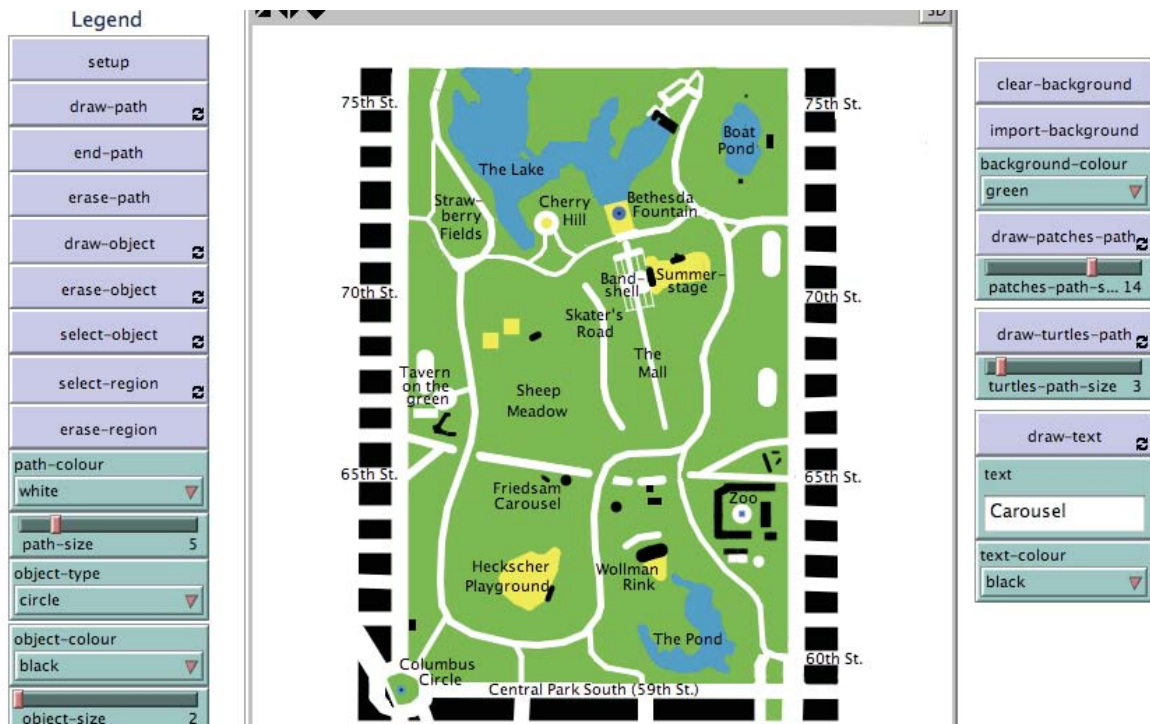 Legend
setup
draw-path
end-path
erase-path
draw-object
erase-object
select-object
select-region
erase-region
path-colour
white
path-size 5
object-type
circle
object-colour
black
object-size 2
3D
75th St.
75th St.
The Lake
Boat
Pond
Straw-
berry
Fields
Cherry
Hill
Bethesda
Fountain
Band-
shell
Summer-
stage
70th St.
70th St.
Skater's
Road
The
Mall
Tavern
on the
green
Sheep
Meadow
65th St.
65th St.
Friedsam
Carousel
Zoo
Heckscher
Playground
Wollman
Rink
The Pond
60th St.
Columbus
Circle
Central Park South (59th St.)
clear-background
import-background
background-colour
green
draw-patches-path
patches-path-s... 14
draw-turtles-path
turtles-path-size 3
draw-text
text
Carousel
text-colour
black